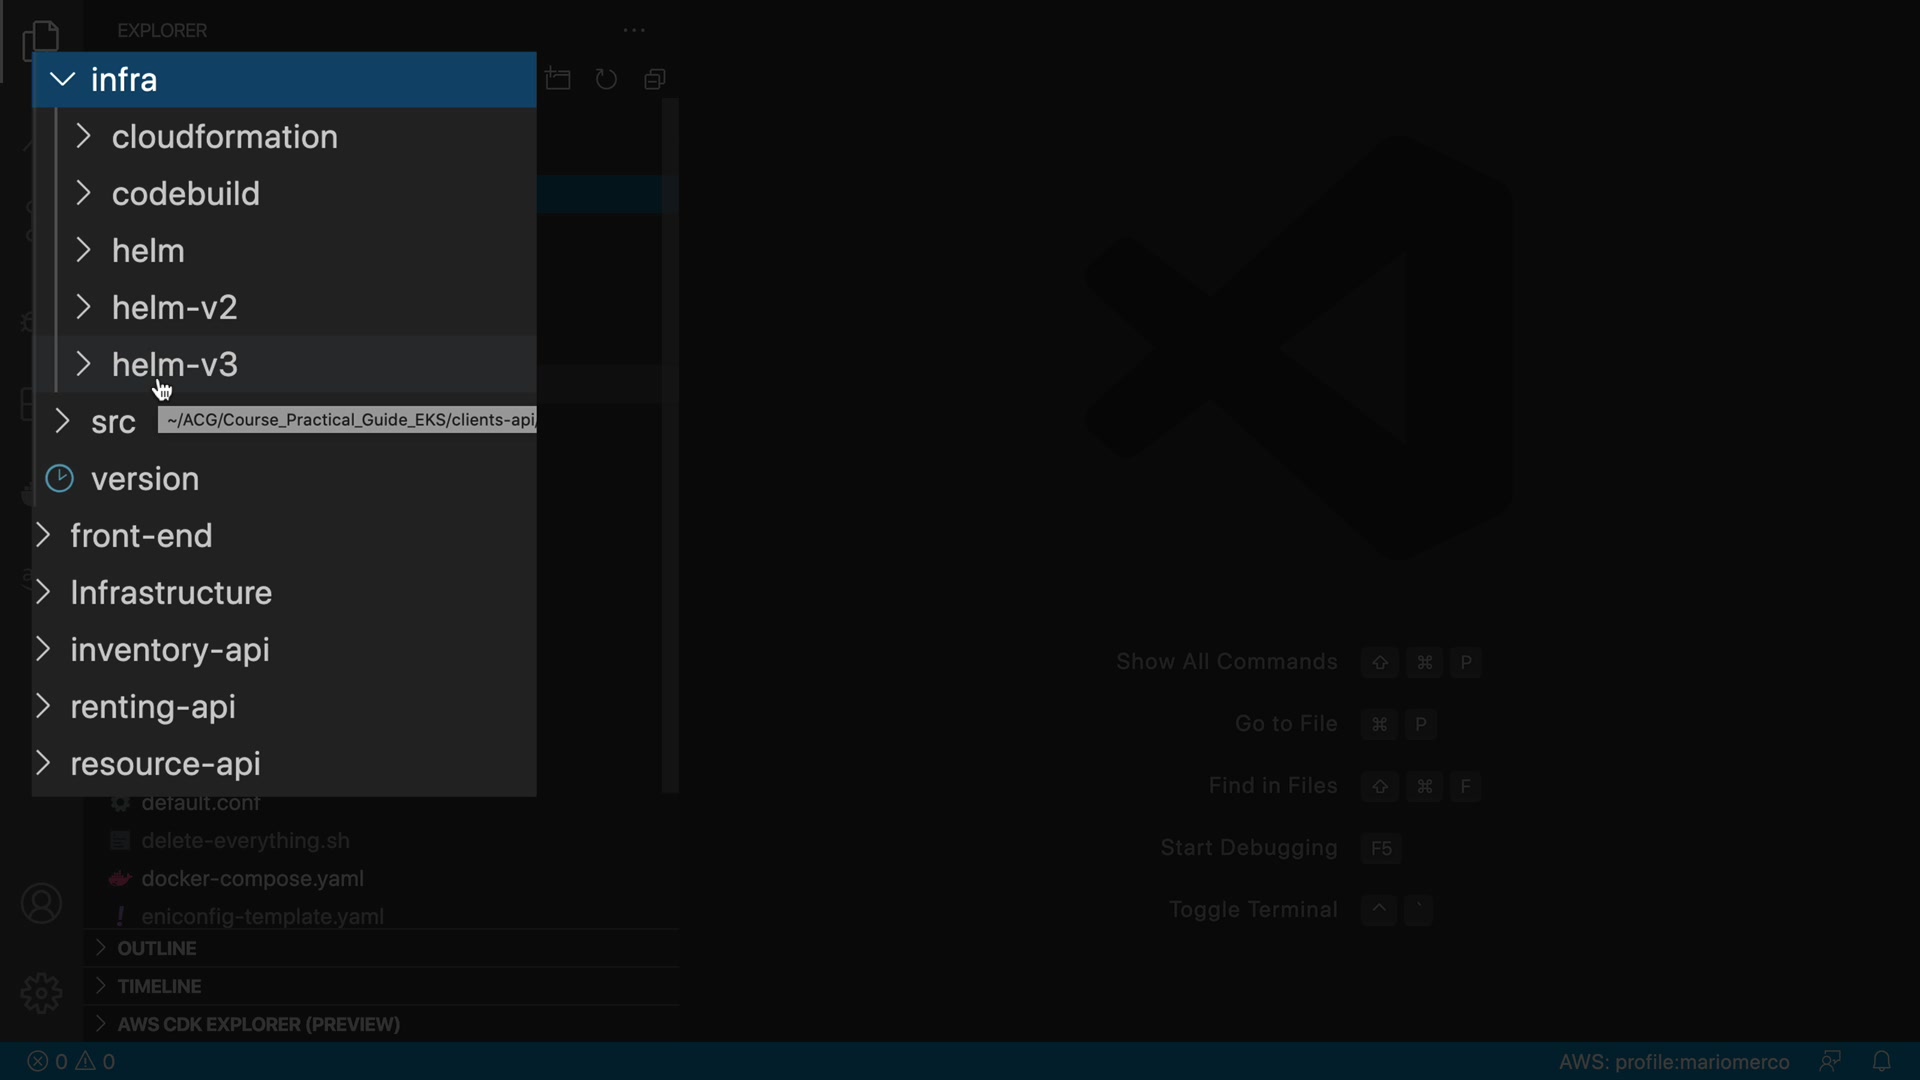 EXPLORER
infra
cloudformation
codebuild
helm
helm-v2
helm-v3
src
~/ACG/Course_Practical_Guide_EKS/clients-api/
version
front-end
Infrastructure
inventory-api
renting-api
resource-api
default.conf
delete-everything.sh
docker-compose.yaml
eniconfig-template.yaml
OUTLINE
TIMELINE
AWS CDK EXPLORER (PREVIEW)
Show All Commands ⇧ ⌘ P
Go to File ⌘ P
Find in Files ⇧ ⌘ F
Start Debugging F5
Toggle Terminal ^ `
0 0
AWS: profile:mariomerco